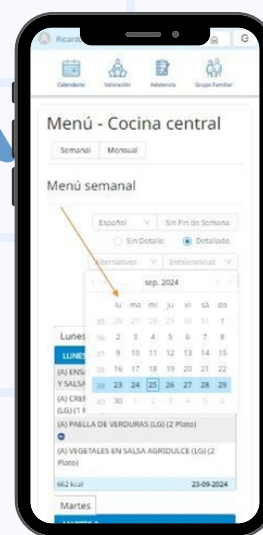 Ricardo
G
Calendario Valoración Asistencia Grupo Familiar
Menú - Cocina central
Semanal Mensual
Menú semanal
Español Sin Fin de Semana
Sin Detalle Detallado
Alternativos Intolerancias
sep. 2024
lu ma mi ju vi sá do
35 26 27 28 29 30 31 1
36 2 3 4 5 6 7 8
37 9 10 11 12 13 14 15
38 16 17 18 19 20 21 22
39 23 24 25 26 27 28 29
40 30 1 2 3 4 5 6
Lunes
LUNES
(A) ENSA
Y SALSA
(A) CREM
(LG) (1 P
(A) PAELLA DE VERDURAS (LG) (2 Plato)
(A) VEGETALES EN SALSA AGRIDULCE (LG) (2
Plato)
662 kcal 23-09-2024
Martes